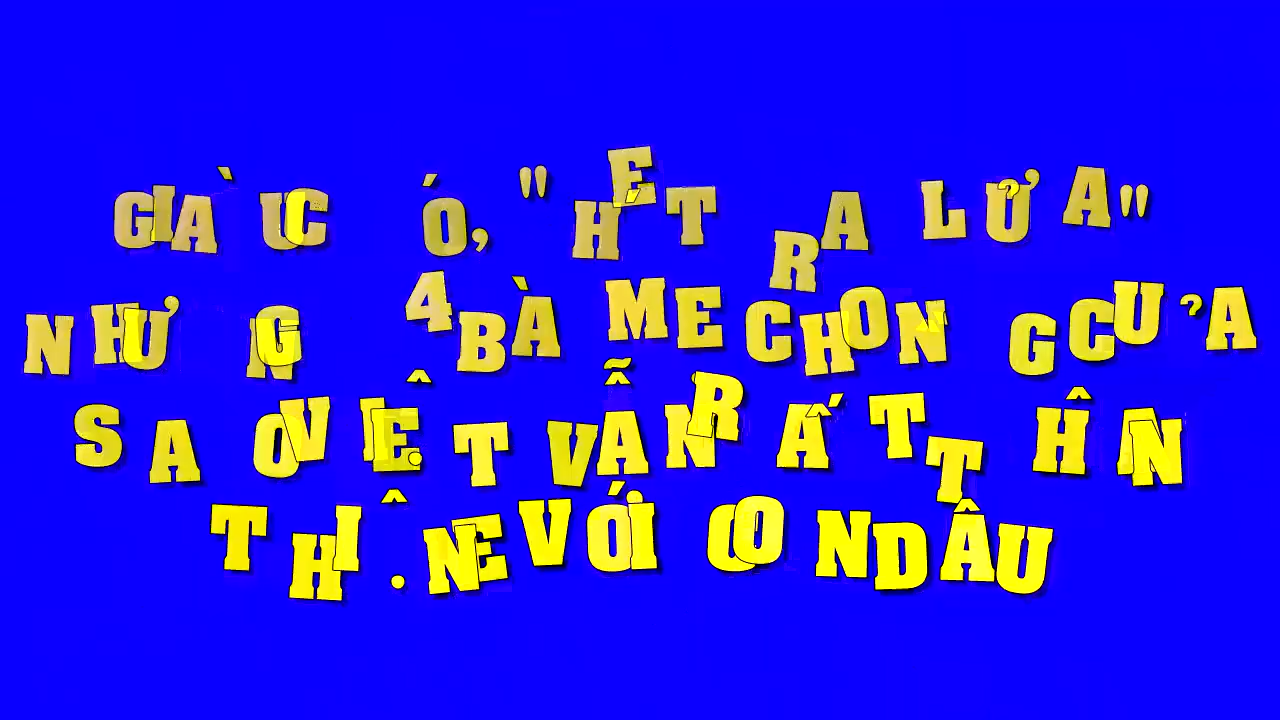 GIÀU CÓ, "HÉT RA LỬA"
NHƯNG 4 BÀ MẸ CHỒNG CỦA
SAO VIỆT VẪN RẤT THÂN
THIỆN VỚI CON DÂU